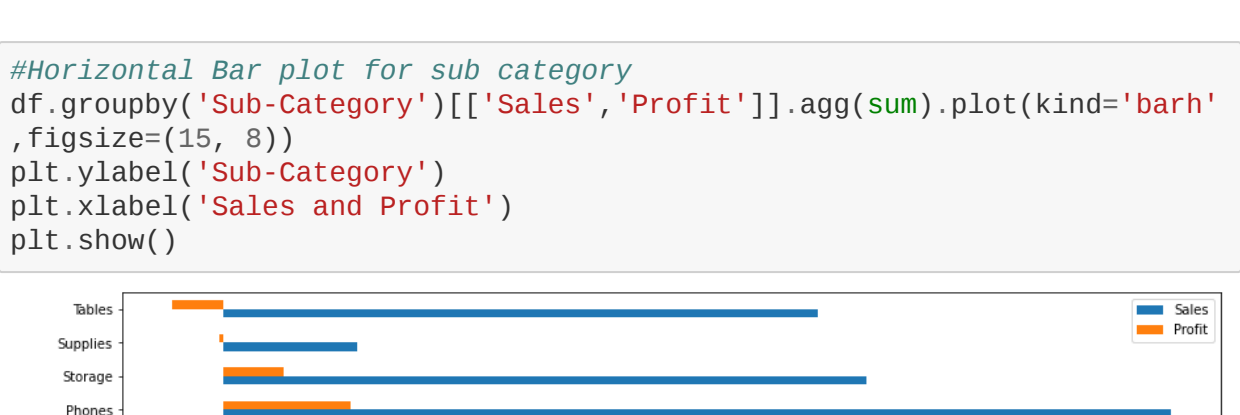 #Horizontal Bar plot for sub category
df.groupby('Sub-Category')[['Sales','Profit']].agg(sum).plot(kind='barh'
,figsize=(15, 8))
plt.ylabel('Sub-Category')
plt.xlabel('Sales and Profit')
plt.show()
Tables
Supplies
Storage
Phones
Sales
Profit